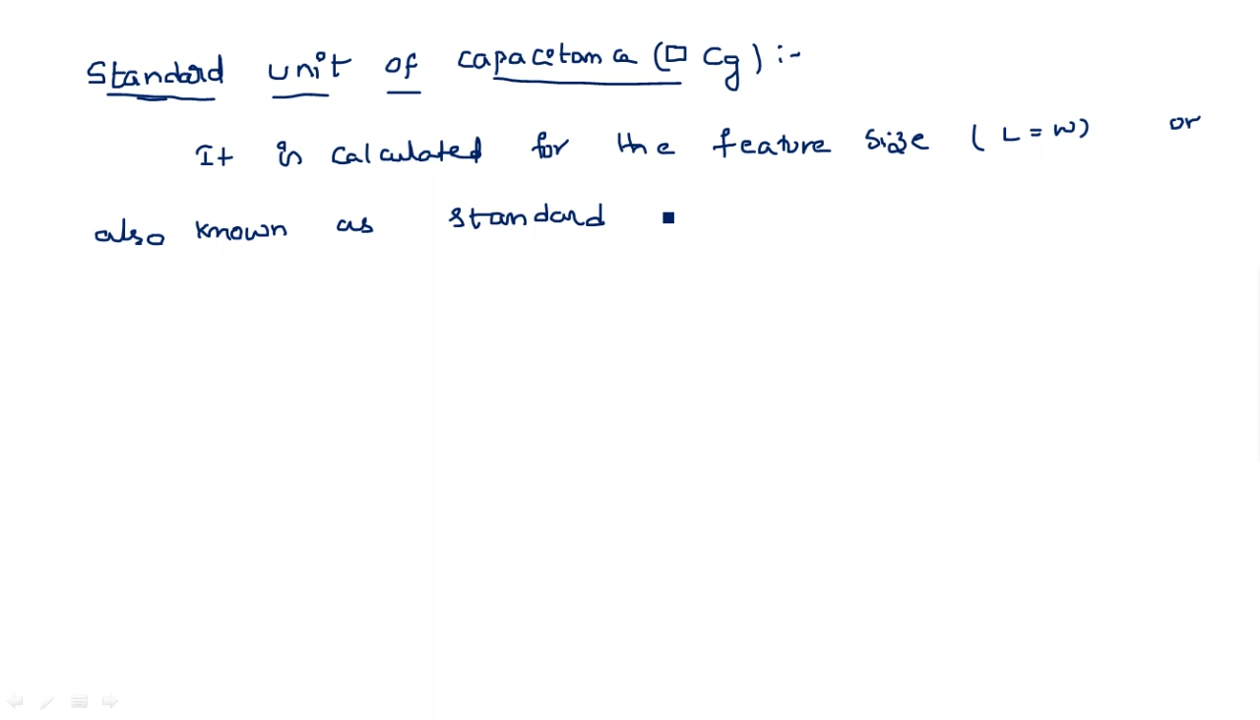 Standard unit of capacitance (□ Cg) :-
It is calculated for the feature size (L = W) or
also known as standard